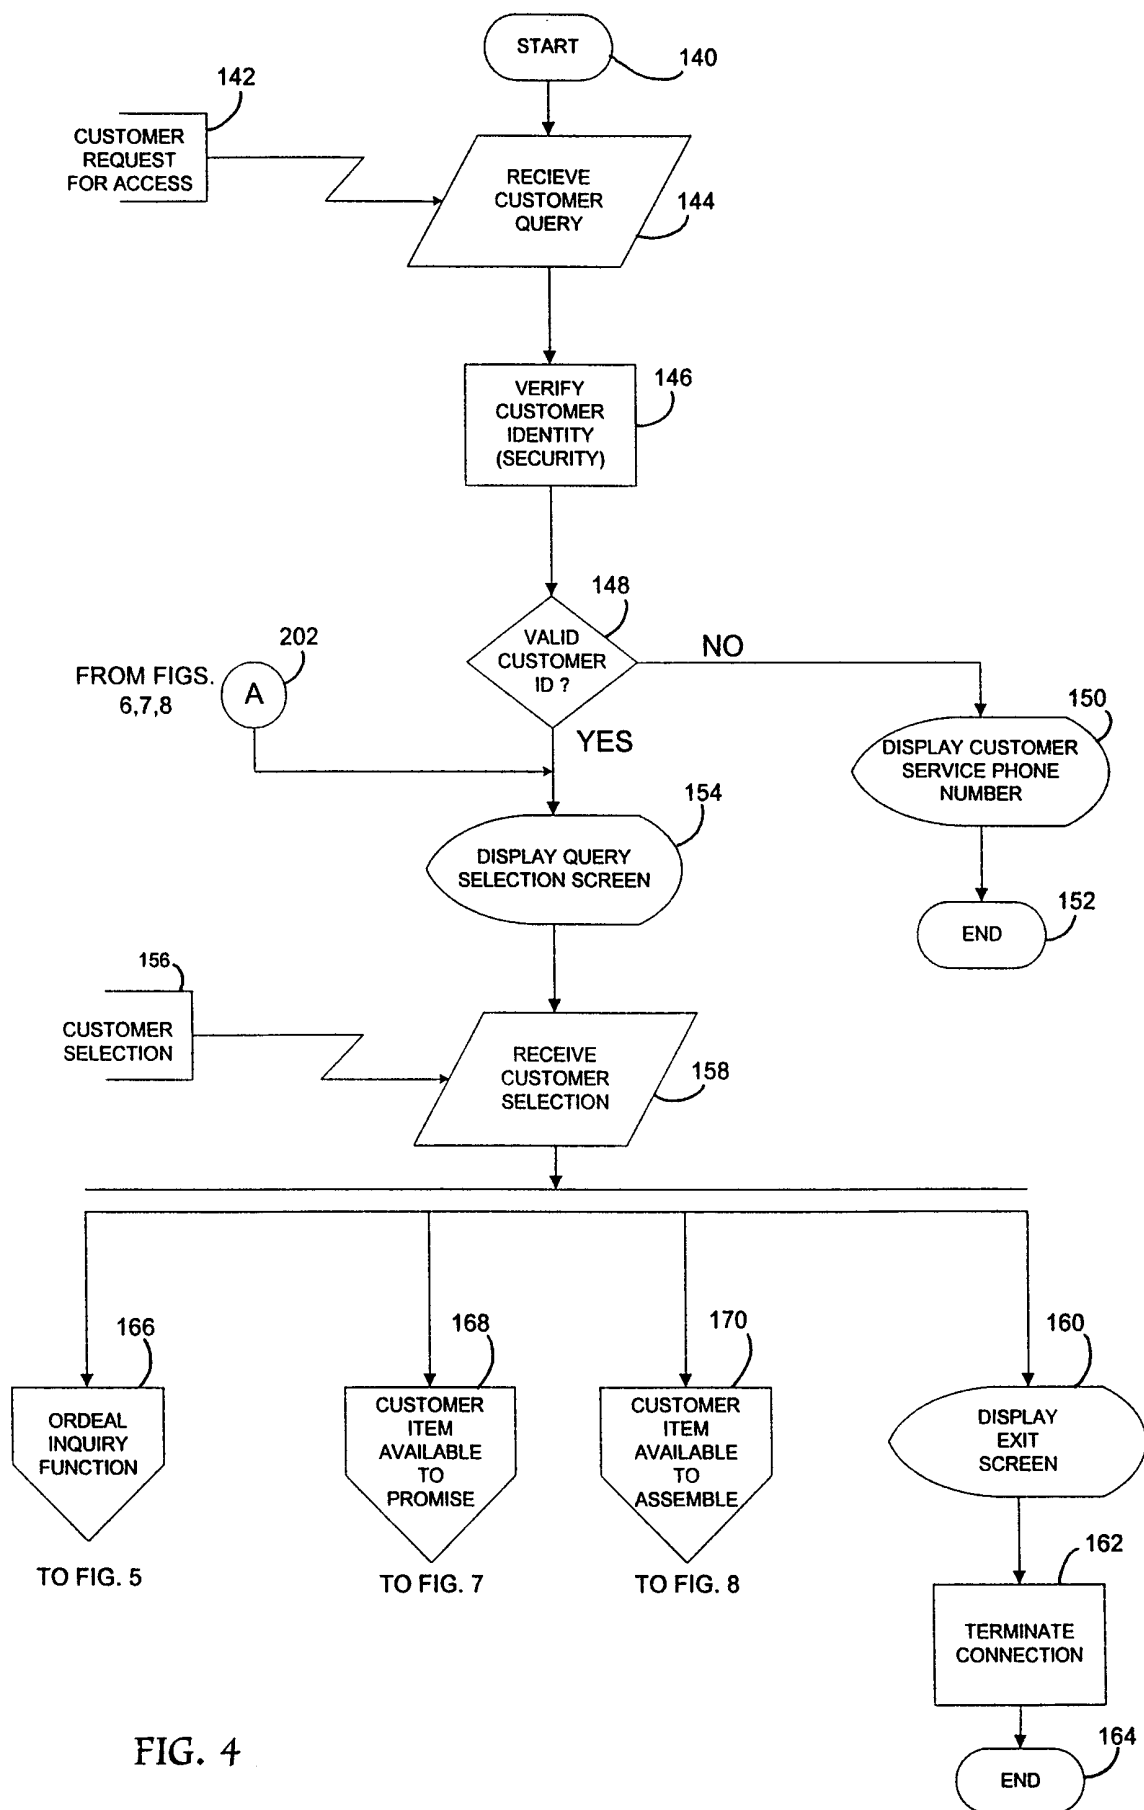 START
140
142
CUSTOMER
REQUEST
FOR ACCESS
RECIEVE
CUSTOMER
QUERY
144
VERIFY
CUSTOMER
IDENTITY
(SECURITY)
146
148
VALID
CUSTOMER
ID ?
NO
YES
FROM FIGS.
6,7,8
202
A
150
DISPLAY CUSTOMER
SERVICE PHONE
NUMBER
152
END
154
DISPLAY QUERY
SELECTION SCREEN
156
CUSTOMER
SELECTION
RECEIVE
CUSTOMER
SELECTION
158
166
ORDEAL
INQUIRY
FUNCTION
TO FIG. 5
168
CUSTOMER
ITEM
AVAILABLE
TO
PROMISE
TO FIG. 7
170
CUSTOMER
ITEM
AVAILABLE
TO
ASSEMBLE
TO FIG. 8
160
DISPLAY
EXIT
SCREEN
162
TERMINATE
CONNECTION
164
END
FIG. 4